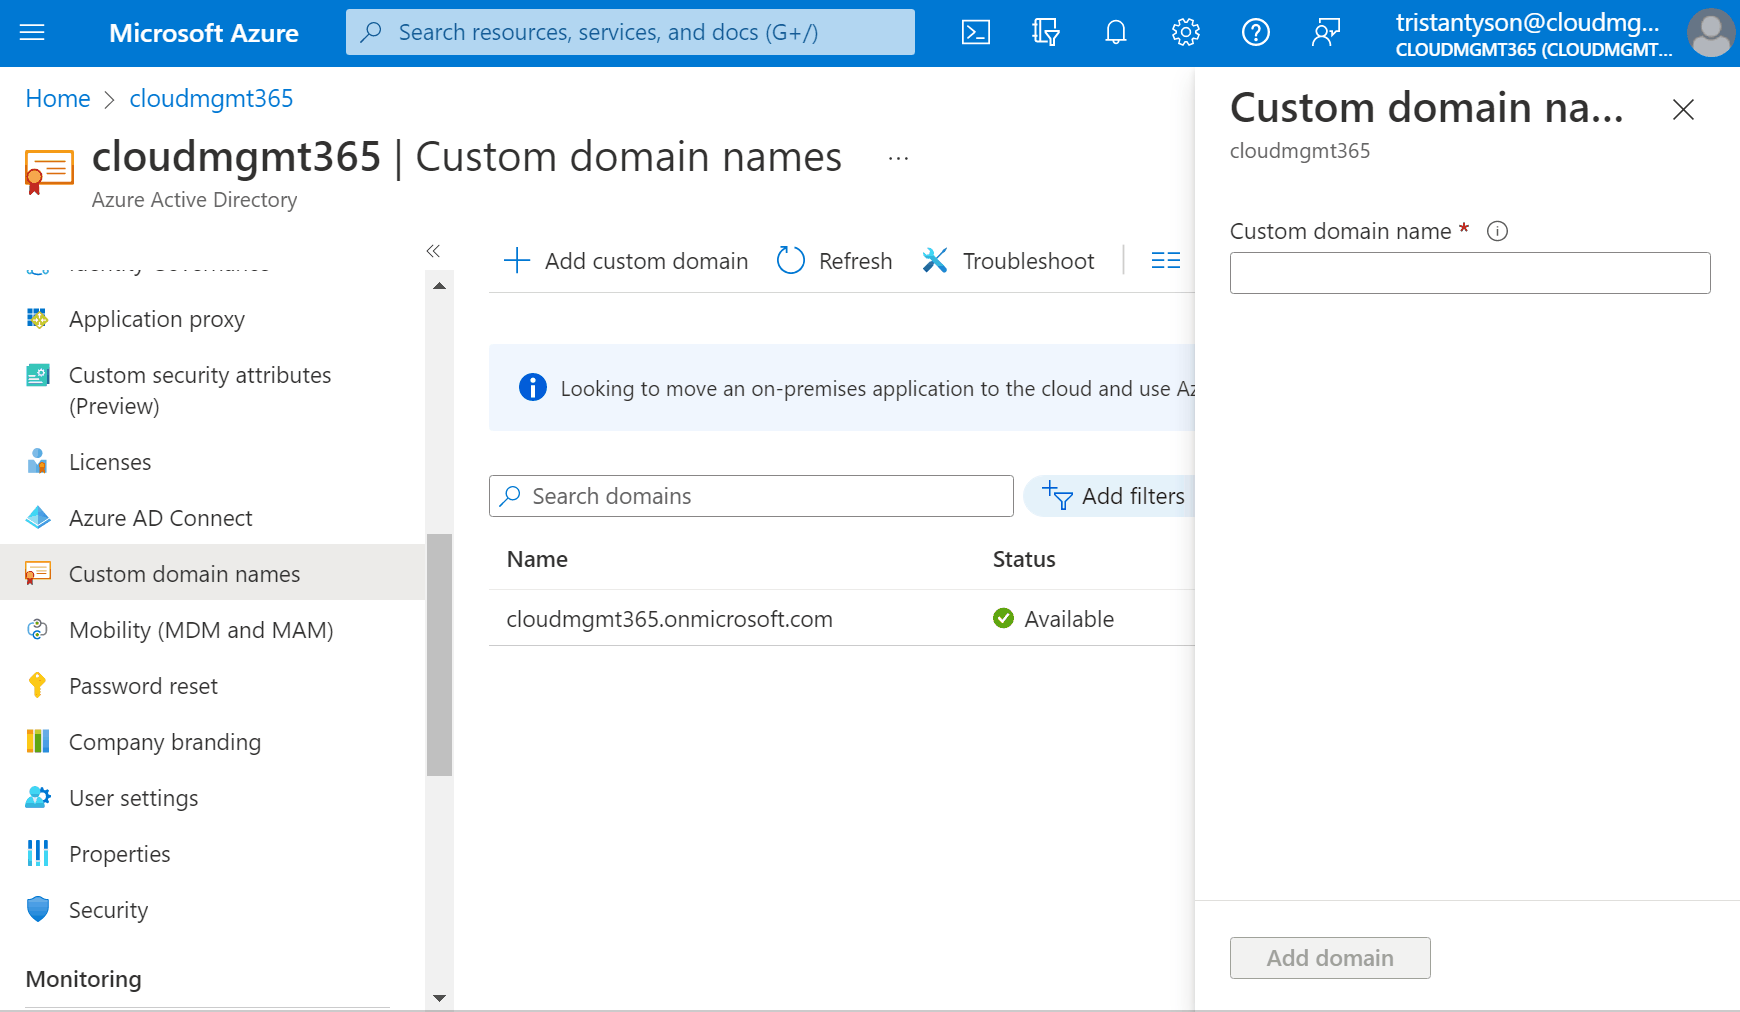 Microsoft Azure
Search resources, services, and docs (G+/)
tristantyson@cloudmg...
CLOUDMGMT365 (CLOUDMGMT...
Home > cloudmgmt365
cloudmgmt365 | Custom domain names ...
Azure Active Directory
Identity Governance
Application proxy
Custom security attributes
(Preview)
Licenses
Azure AD Connect
Custom domain names
Mobility (MDM and MAM)
Password reset
Company branding
User settings
Properties
Security
Monitoring
Add custom domain
Refresh
Troubleshoot
Looking to move an on-premises application to the cloud and use Az
Search domains
Add filters
Name Status
cloudmgmt365.onmicrosoft.com Available
Custom domain na...
cloudmgmt365
Custom domain name *
Add domain